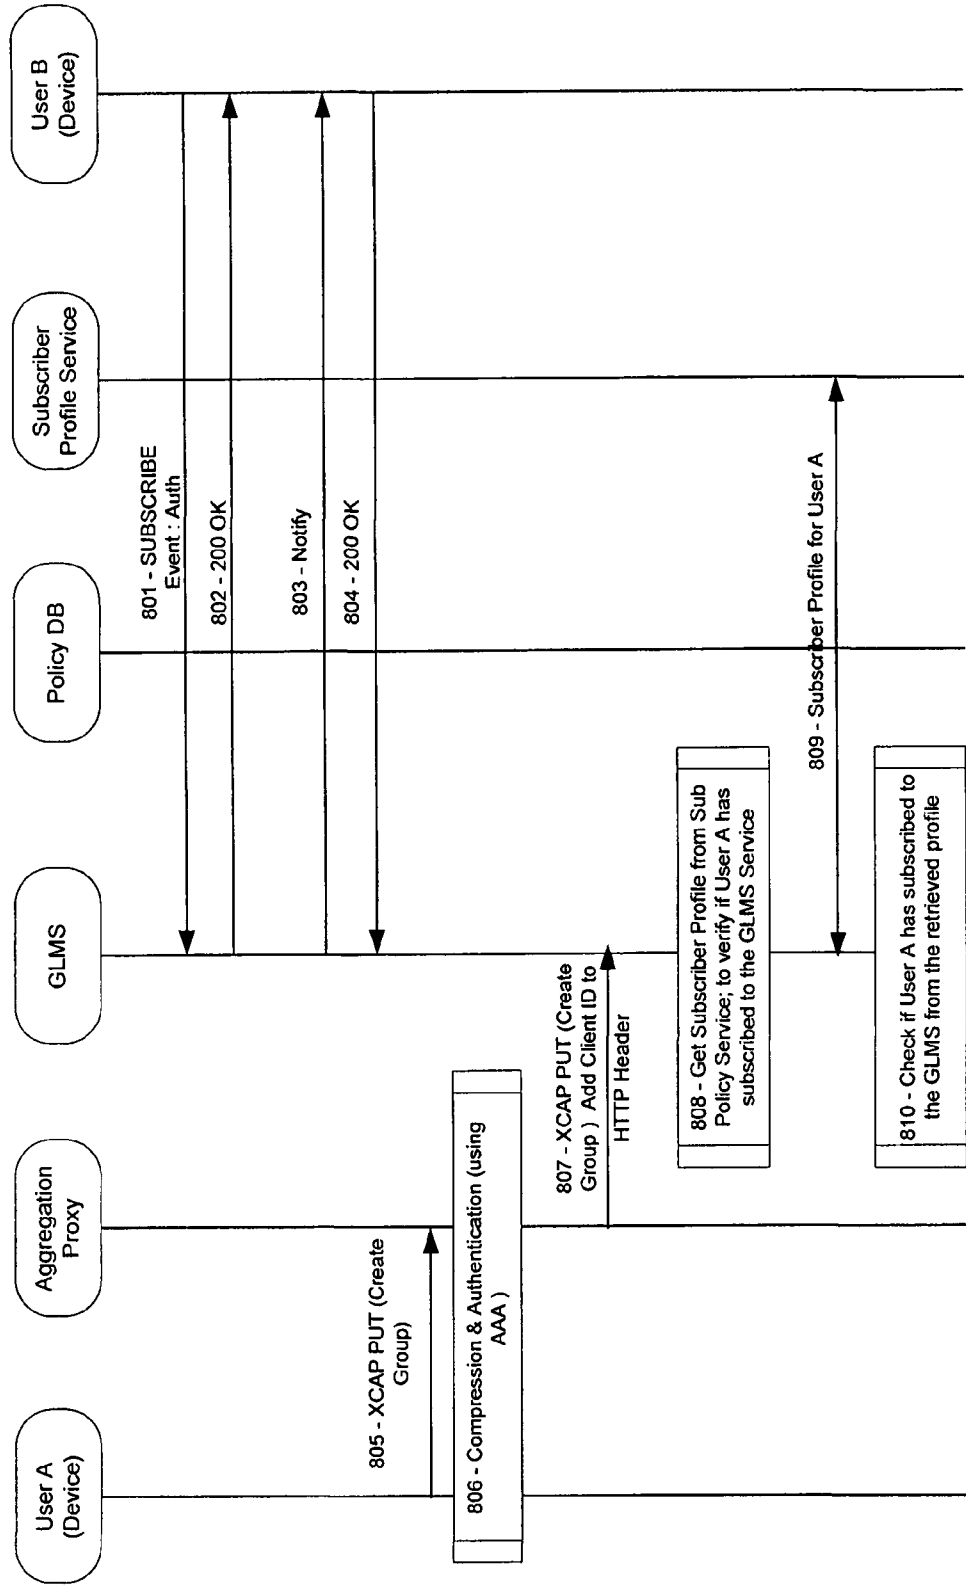 User A
(Device)
Aggregation
Proxy
GLMS
Policy DB
Subscriber
Profile Service
User B
(Device)
801 - SUBSCRIBE
Event : Auth
802 - 200 OK
803 - Notify
804 - 200 OK
805 - XCAP PUT (Create
Group)
806 - Compression & Authentication (using
AAA )
807 - XCAP PUT (Create
Group ) Add Client ID to
HTTP Header
808 - Get Subscriber Profile from Sub
Policy Service; to verify if User A has
subscribed to the GLMS Service
809 - Subscriber Profile for User A
810 - Check if User A has subscribed to
the GLMS from the retrieved profile